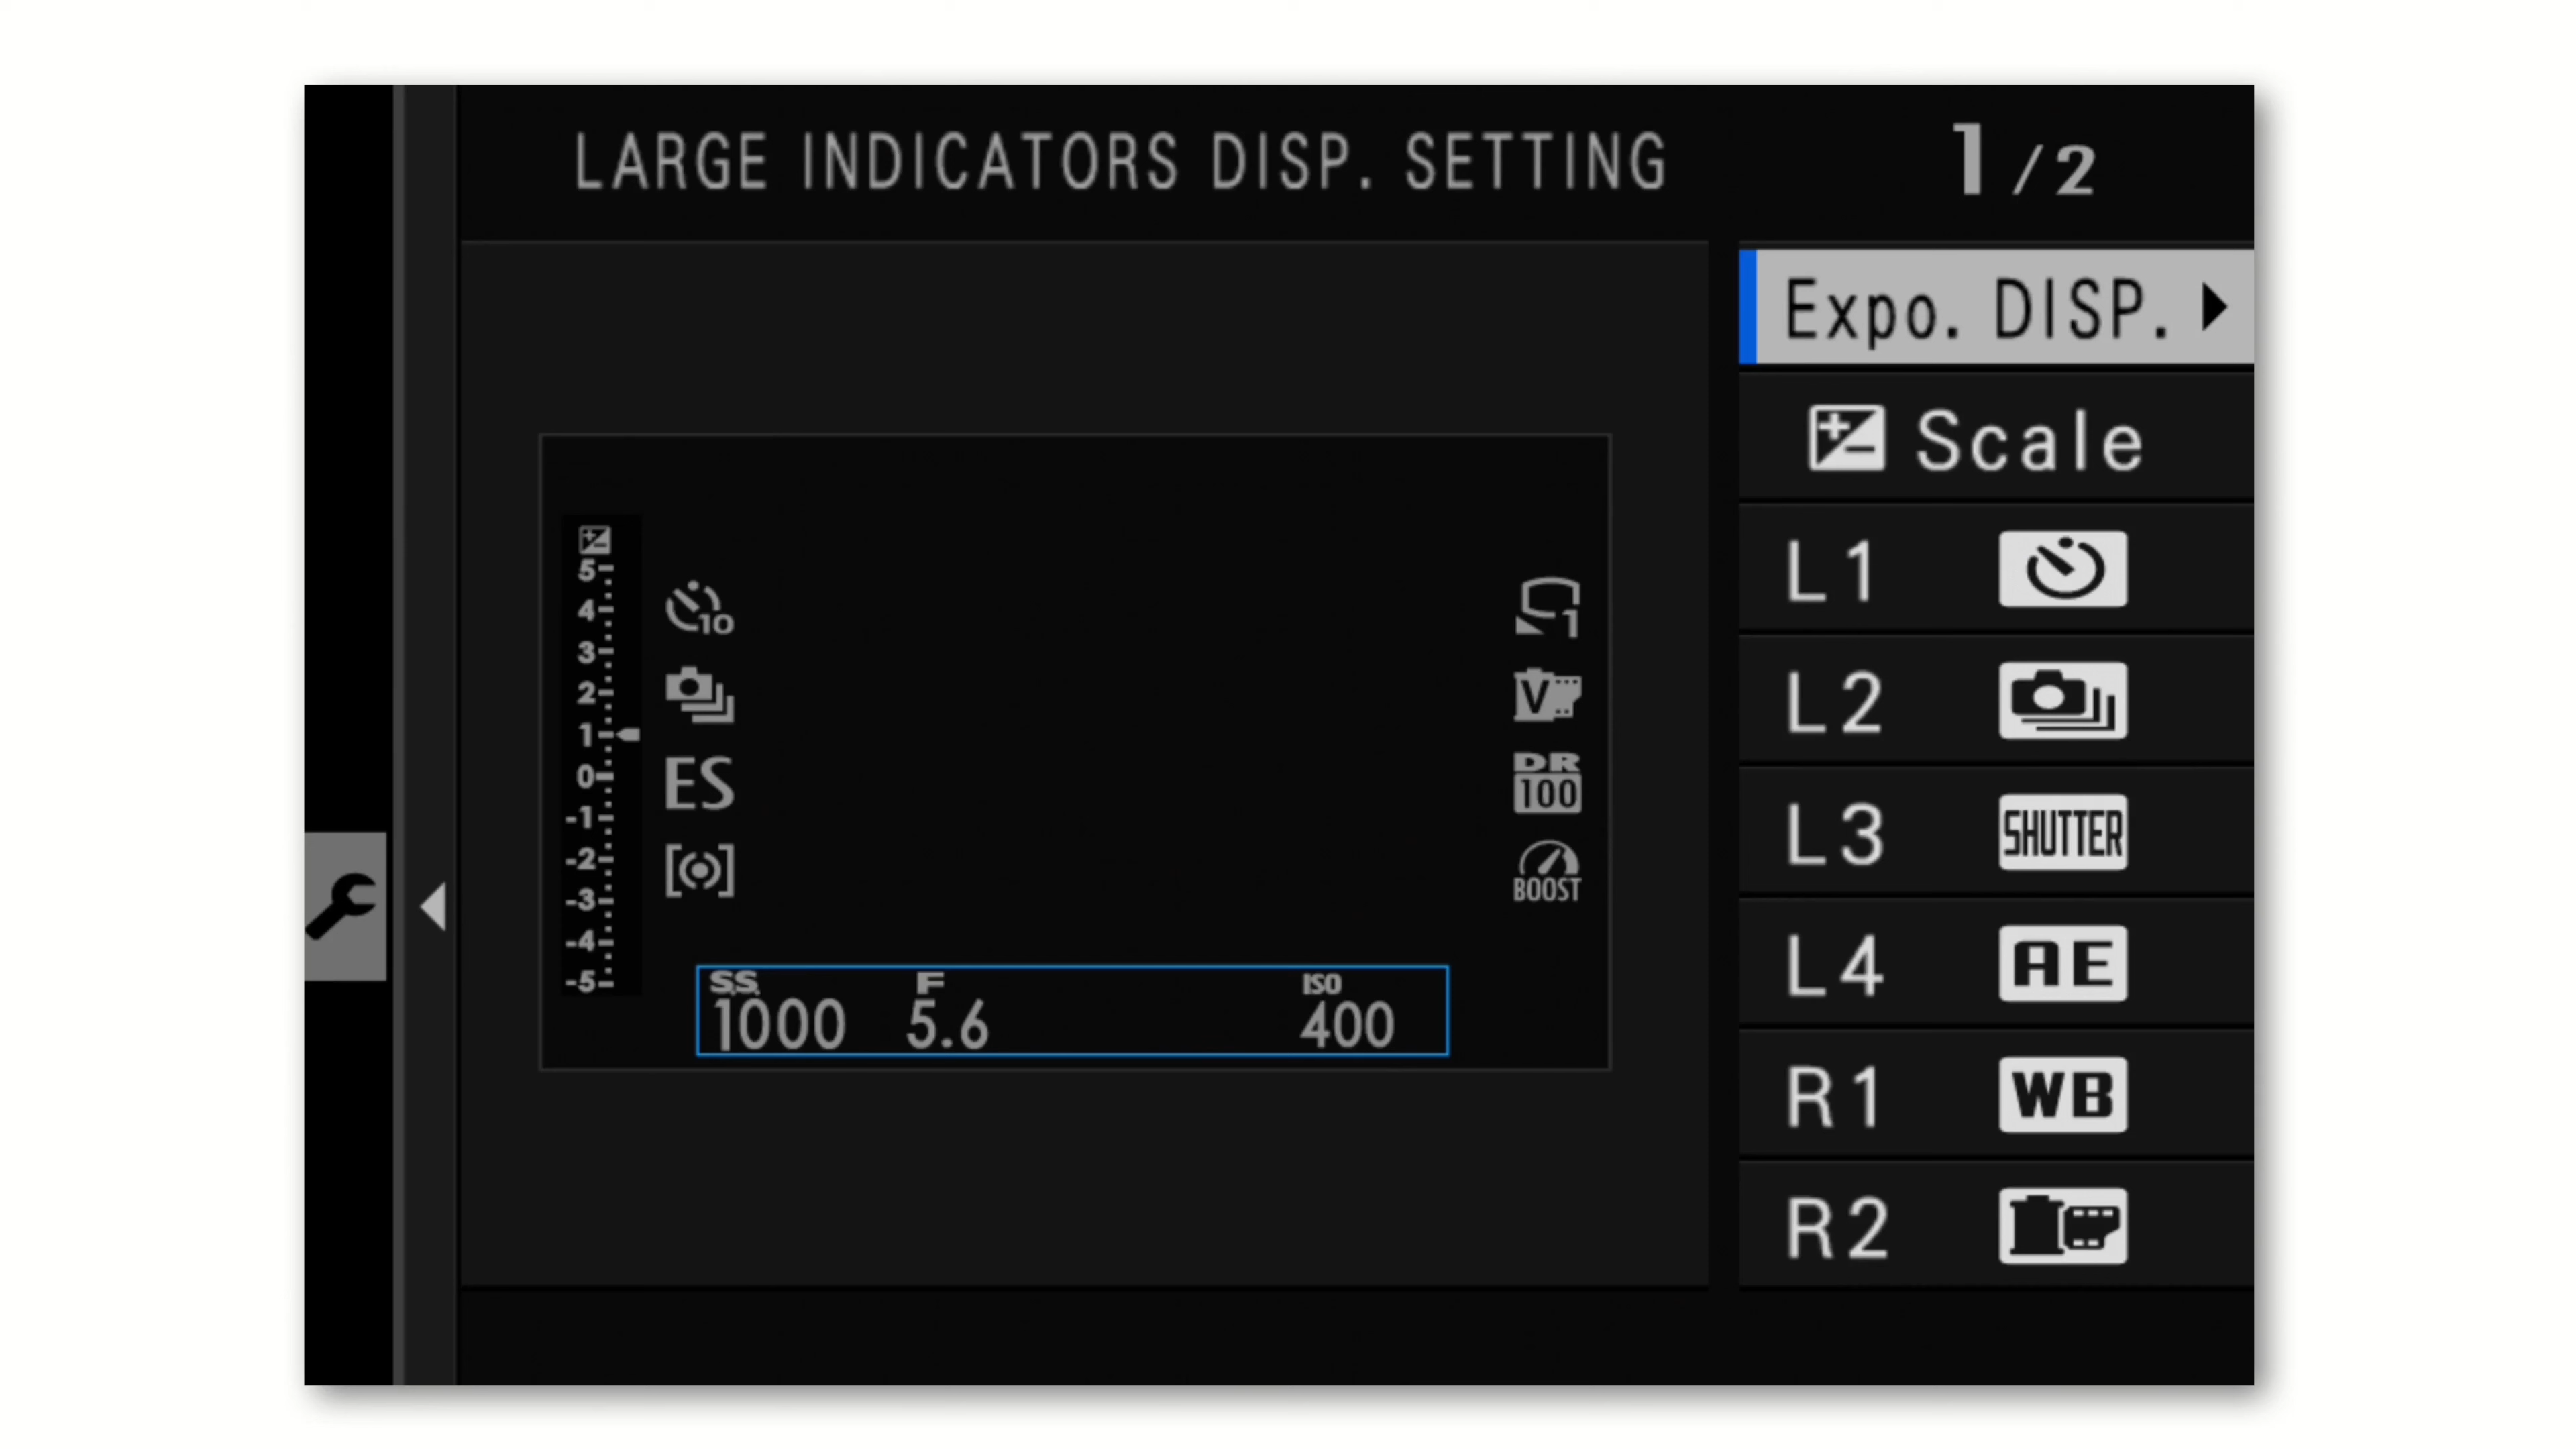 LARGE INDICATORS DISP. SETTING 1/2
Expo. DISP.
Scale
L1
L2
L3 SHUTTER
L4 AE
R1 WB
R2
5
4
3
2
1
0
-1
-2
-3
-4
-5
10
ES
1
V
DR
100
BOOST
S.S. F ISO
1000 5.6 400